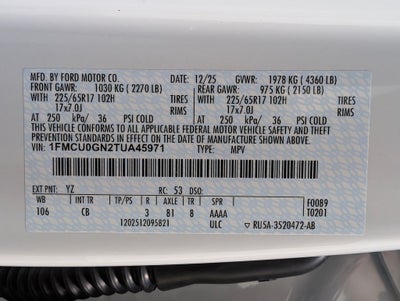 MFD. BY FORD MOTOR CO. 12/25 GVWR: 1978 KG (4360 LB)
FRONT GAWR: 1030 KG (2270 LB) REAR GAWR: 975 KG (2150 LB)
WITH 225/65R17 102H TIRES WITH 225/65R17 102H TIRES
17x7.0J RIMS 17x7.0J RIMS
AT 250 kPa/ 36 PSI COLD AT 250 kPa/ 36 PSI COLD
THIS VEHICLE CONFORMS TO ALL APPLICABLE FEDERAL MOTOR VEHICLE
SAFETY, BUMPER, AND THEFT PREVENTION STANDARDS IN EFFECT ON THE DATE OF MANUFACTURE SHOWN ABOVE.
VIN: 1FMCU0GN2TUA45971 TYPE: MPV
EXT PNT: YZ RC: 53 DSO: F0089
WB INT TR TP/PS R AXLE TR SPR T0201
106 CB 3 81 8 AAAA
1202512095821 ULC ▽ RU5A-3520472-AB